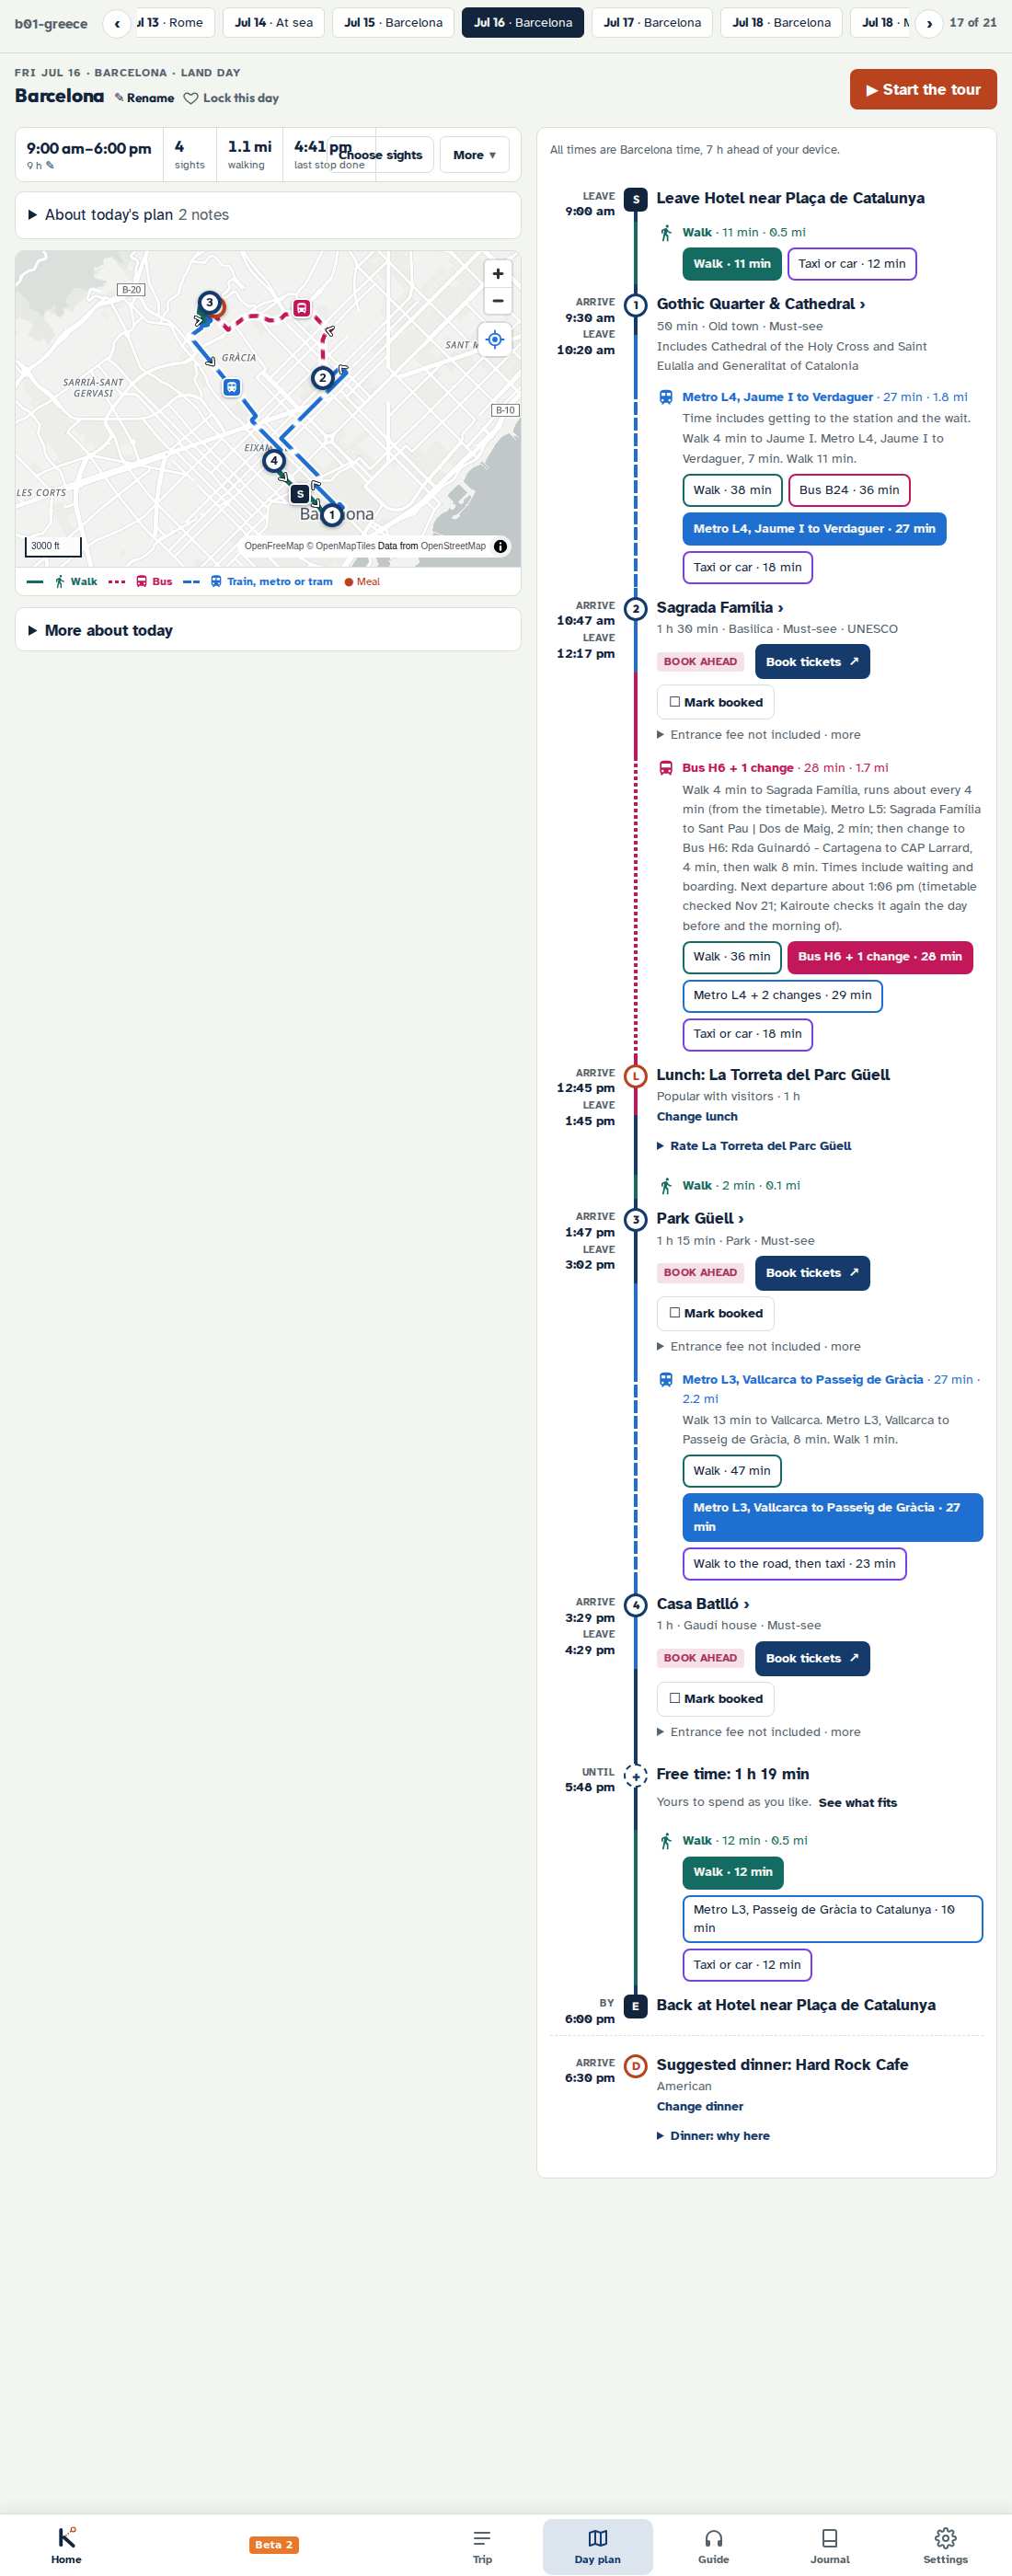 b01-greece
‹
Jul 13 · Rome
Jul 14 · At sea
Jul 15 · Barcelona
Jul 16 · Barcelona
Jul 17 · Barcelona
Jul 18 · Barcelona
Jul 18 ·
›
17 of 21
FRI JUL 16 · BARCELONA · LAND DAY
Barcelona ✎ Rename ♡ Lock this day
▶ Start the tour
9:00 am–6:00 pm
9 h ✎
4
sights
1.1 mi
walking
4:41 pm
last stop done
Choose sights
More ▾
▶ About today's plan 2 notes
B-20
3
GRÀCIA
SANT
2
SARRIÀ-SANT
GERVASI
B-10
4
LES CORTS
S
1
3000 ft
OpenFreeMap © OpenMapTiles Data from OpenStreetMap
Walk
Bus
Train, metro or tram
Meal
▶ More about today
All times are Barcelona time, 7 h ahead of your device.
LEAVE
9:00 am
S
Leave Hotel near Plaça de Catalunya
Walk · 11 min · 0.5 mi
Walk · 11 min
Taxi or car · 12 min
ARRIVE
9:30 am
LEAVE
10:20 am
1
Gothic Quarter & Cathedral ›
50 min · Old town · Must-see
Includes Cathedral of the Holy Cross and Saint
Eulalia and Generalitat of Catalonia
Metro L4, Jaume I to Verdaguer · 27 min · 1.8 mi
Time includes getting to the station and the wait.
Walk 4 min to Jaume I. Metro L4, Jaume I to
Verdaguer, 7 min. Walk 11 min.
Walk · 38 min
Bus B24 · 36 min
Metro L4, Jaume I to Verdaguer · 27 min
Taxi or car · 18 min
ARRIVE
10:47 am
LEAVE
12:17 pm
2
Sagrada Família ›
1 h 30 min · Basilica · Must-see · UNESCO
BOOK AHEAD
Book tickets ↗
☐ Mark booked
▶ Entrance fee not included · more
Bus H6 + 1 change · 28 min · 1.7 mi
Walk 4 min to Sagrada Família, runs about every 4
min (from the timetable). Metro L5: Sagrada Família
to Sant Pau | Dos de Maig, 2 min; then change to
Bus H6: Rda Guinardó - Cartagena to CAP Larrard,
4 min, then walk 8 min. Times include waiting and
boarding. Next departure about 1:06 pm (timetable
checked Nov 21; Kairoute checks it again the day
before and the morning of).
Walk · 36 min
Bus H6 + 1 change · 28 min
Metro L4 + 2 changes · 29 min
Taxi or car · 18 min
ARRIVE
12:45 pm
LEAVE
1:45 pm
L
Lunch: La Torreta del Parc Güell
Popular with visitors · 1 h
Change lunch
▶ Rate La Torreta del Parc Güell
Walk · 2 min · 0.1 mi
ARRIVE
1:47 pm
LEAVE
3:02 pm
3
Park Güell ›
1 h 15 min · Park · Must-see
BOOK AHEAD
Book tickets ↗
☐ Mark booked
▶ Entrance fee not included · more
Metro L3, Vallcarca to Passeig de Gràcia · 27 min ·
2.2 mi
Walk 13 min to Vallcarca. Metro L3, Vallcarca to
Passeig de Gràcia, 8 min. Walk 1 min.
Walk · 47 min
Metro L3, Vallcarca to Passeig de Gràcia · 27
min
Walk to the road, then taxi · 23 min
ARRIVE
3:29 pm
LEAVE
4:29 pm
4
Casa Batlló ›
1 h · Gaudí house · Must-see
BOOK AHEAD
Book tickets ↗
☐ Mark booked
▶ Entrance fee not included · more
UNTIL
5:48 pm
+
Free time: 1 h 19 min
Yours to spend as you like. See what fits
Walk · 12 min · 0.5 mi
Walk · 12 min
Metro L3, Passeig de Gràcia to Catalunya · 10
min
Taxi or car · 12 min
BY
6:00 pm
E
Back at Hotel near Plaça de Catalunya
ARRIVE
6:30 pm
D
Suggested dinner: Hard Rock Cafe
American
Change dinner
▶ Dinner: why here
Home
Beta 2
Trip
Day plan
Guide
Journal
Settings